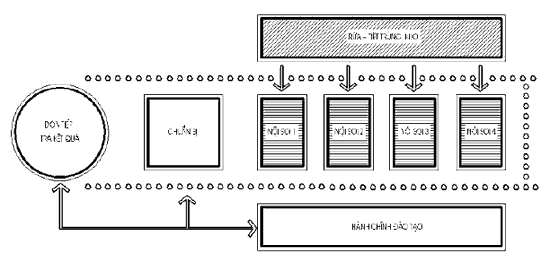 RỬA - TIỆT TRÙNG, KHO
ĐÓN TIẾP
TRẢ KẾT QUẢ
CHUẨN BỊ
NỘI SOI 1
NỘI SOI 2
NỘI SOI 3
NỘI SOI 4
HÀNH CHÍNH ĐÀO TẠO